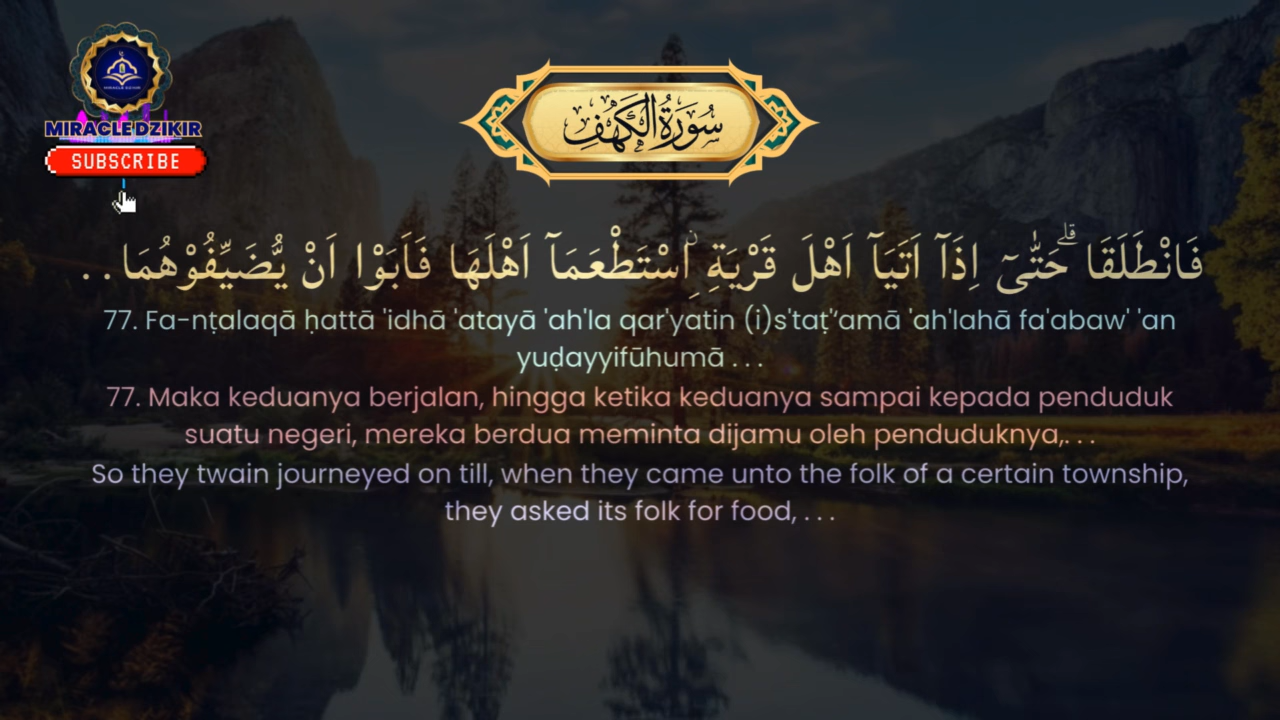 MIRACLE DZIKIR
MIRACLE DZIKIR
SUBSCRIBE
سُوْرَةُ الْكَهْفِ
فَانْطَلَقَا ۗ حَتّٰىٓ اِذَآ اَتَيَآ اَهْلَ قَرْيَةِ ِۨاسْتَطْعَمَآ اَهْلَهَا فَاَبَوْا اَنْ يُّضَيِّفُوْهُمَا . .
77. Fa-nṭalaqā ḥattā 'idhā 'atayā 'ah'la qar'yatin (i)s'taṭ'‘amā 'ah'lahā fa'abaw' 'an
yuḍayyifūhumā . . .
77. Maka keduanya berjalan, hingga ketika keduanya sampai kepada penduduk
suatu negeri, mereka berdua meminta dijamu oleh penduduknya,. . .
So they twain journeyed on till, when they came unto the folk of a certain township,
they asked its folk for food, . . .